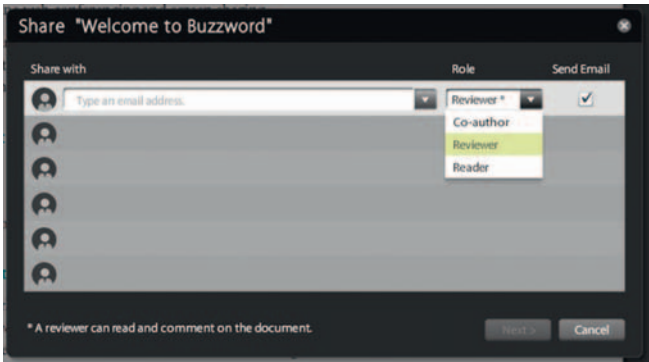 Share "Welcome to Buzzword"
Share with Role Send Email
Type an email address. Reviewer *
Co-author
Reviewer
Reader
* A reviewer can read and comment on the document.
Next > Cancel